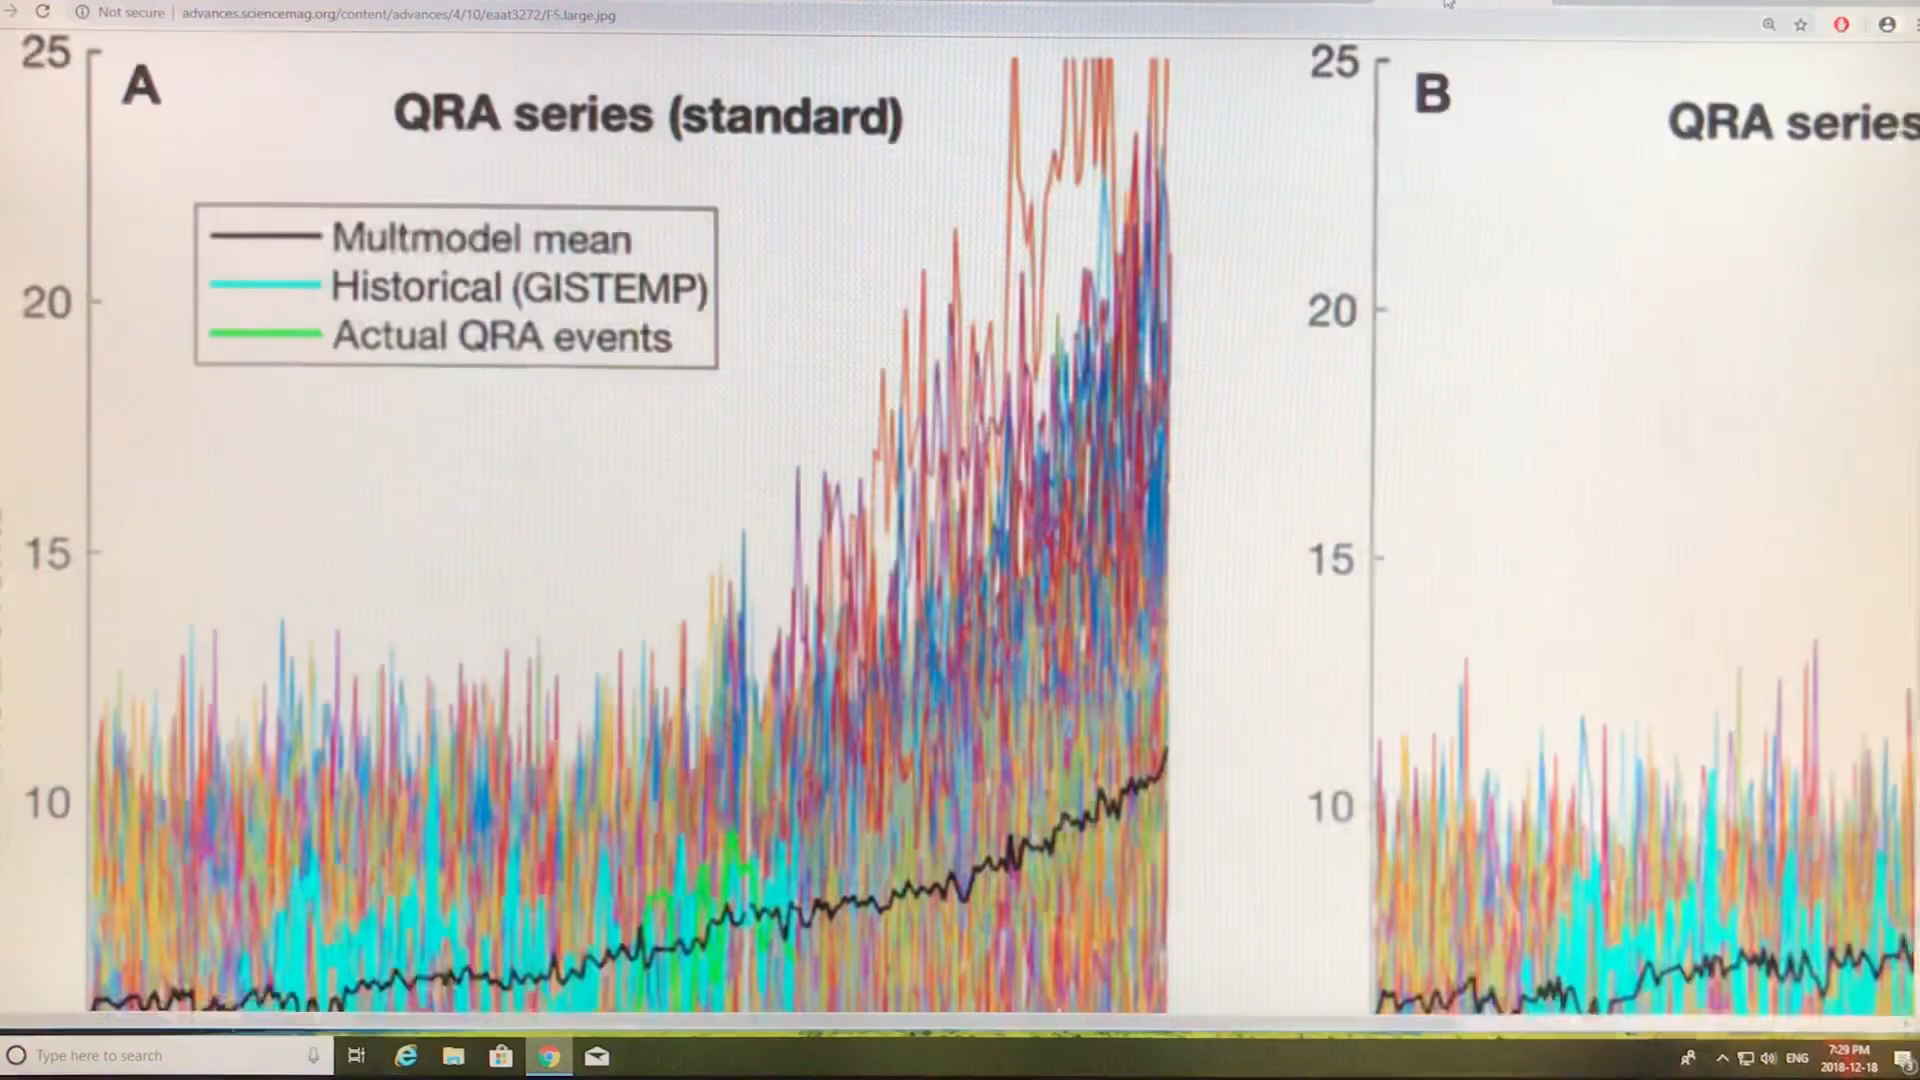 Not secure
advances.sciencemag.org/content/advances/4/10/eaat3272/F5.large.jpg
25
A
QRA series (standard)
Multmodel mean
Historical (GISTEMP)
Actual QRA events
20
15
10
25
B
QRA series
20
15
10
Type here to search
ENG
7:29 PM
2018-12-18
3